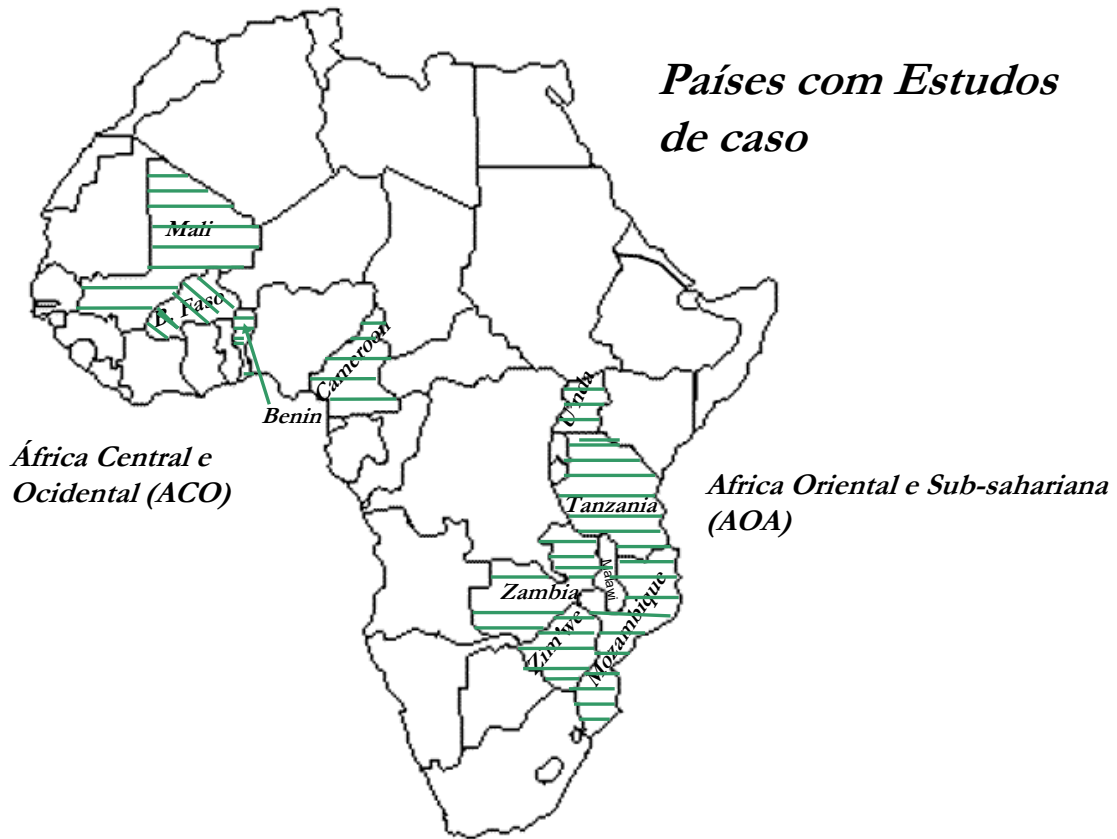 Países com Estudos
de caso
Mali
B. Faso
Cameroon
Benin
U'nda
África Central e
Ocidental (ACO)
Africa Oriental e Sub-sahariana
(AOA)
Tanzania
Malawi
Zambia
Zim'we
Mozambique